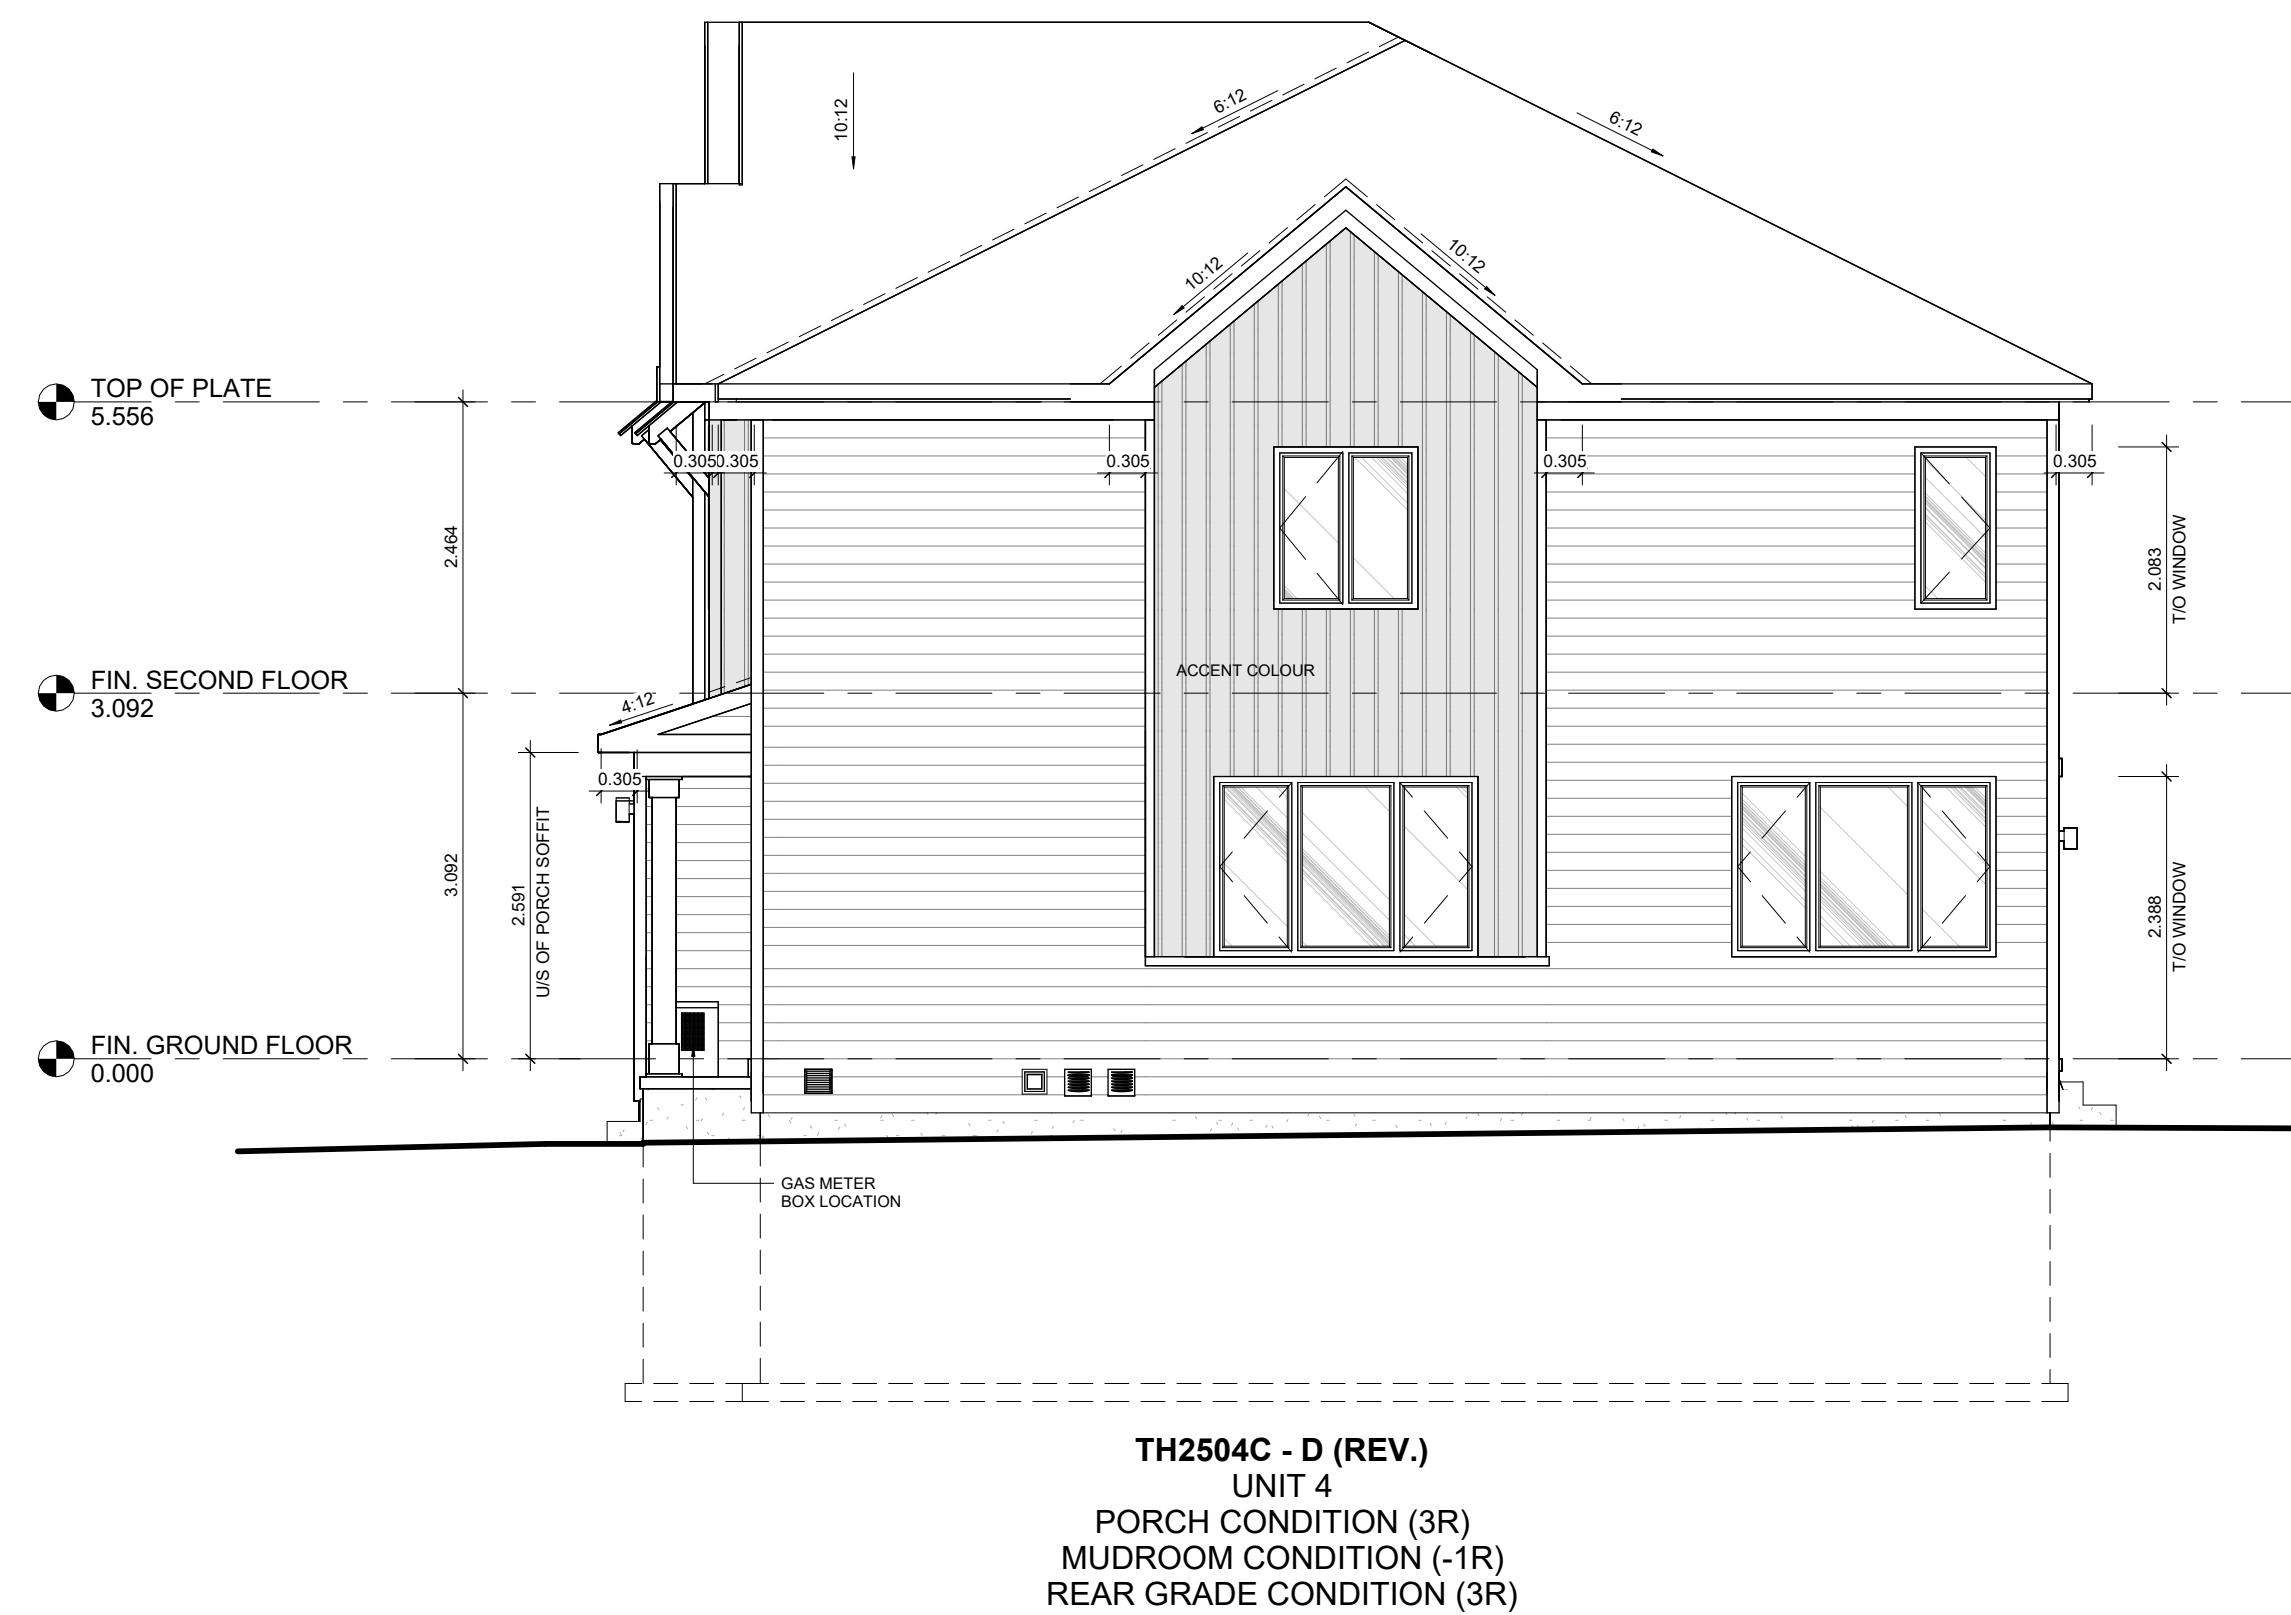 10:12
6:12
6:12
10:12
10:12
TOP OF PLATE
5.556
0.305
0.305
0.305
0.305
0.305
2.464
2.083
T/O WINDOW
ACCENT COLOUR
FIN. SECOND FLOOR
3.092
4:12
0.305
3.092
2.591
U/S OF PORCH SOFFIT
2.388
T/O WINDOW
FIN. GROUND FLOOR
0.000
GAS METER
BOX LOCATION
TH2504C - D (REV.)
UNIT 4
PORCH CONDITION (3R)
MUDROOM CONDITION (-1R)
REAR GRADE CONDITION (3R)